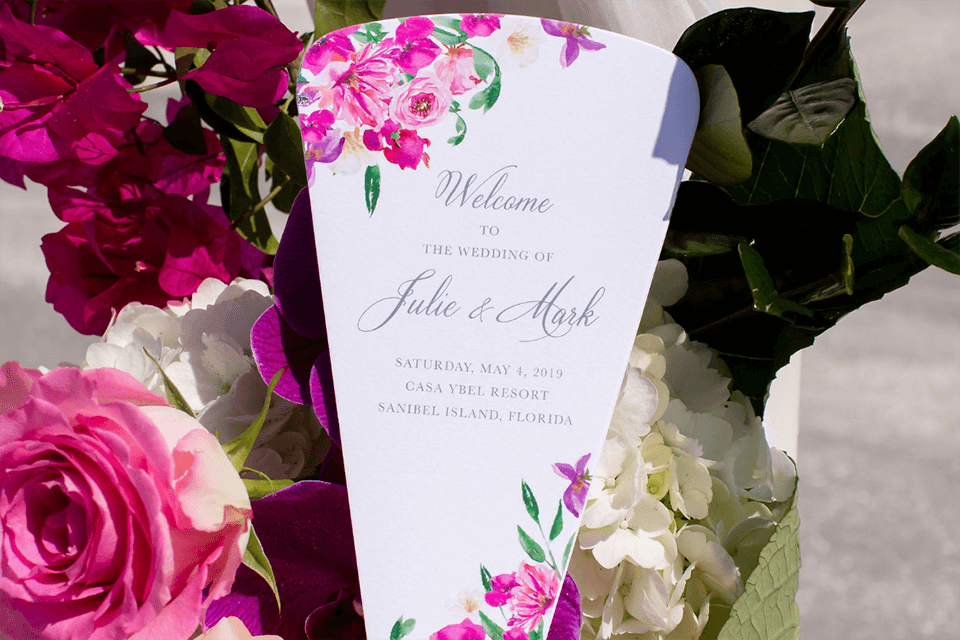 Welcome
TO
THE WEDDING OF
Julie & Mark
SATURDAY, MAY 4, 2019
CASA YBEL RESORT
SANIBEL ISLAND, FLORIDA